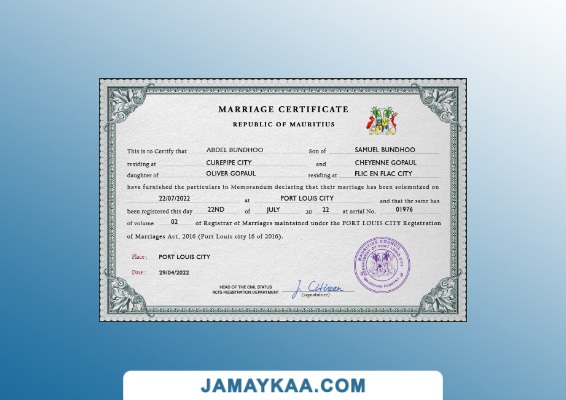 MARRIAGE CERTIFICATE
REPUBLIC OF MAURITIUS
This is to Certify that ABDEL BUNDHOO Son of SAMUEL BUNDHOO
residing at CUREPIPE CITY and CHEYENNE GOPAUL
daughter of OLIVER GOPAUL residing at FLIC EN FLAC CITY
have furnished the particulars in Memorandum declaring that their marriage has been solemnized on
22/07/2022 at PORT LOUIS CITY and that the same has
been registered this day 22ND of JULY 20 22 at serial No. 01976
of volume 02 of Registrar of Marriages maintained under the PORT LOUIS CITY Registration
of Marriages Act, 2016 (Port Louis city 16 of 2016).
Place: PORT LOUIS CITY
Date: 29/04/2022
HEAD OF THE CIVIL STATUS
ACTS REGISTRATION DEPARTMENT
J. Citizen
(signature)
JAMAYKAA.COM